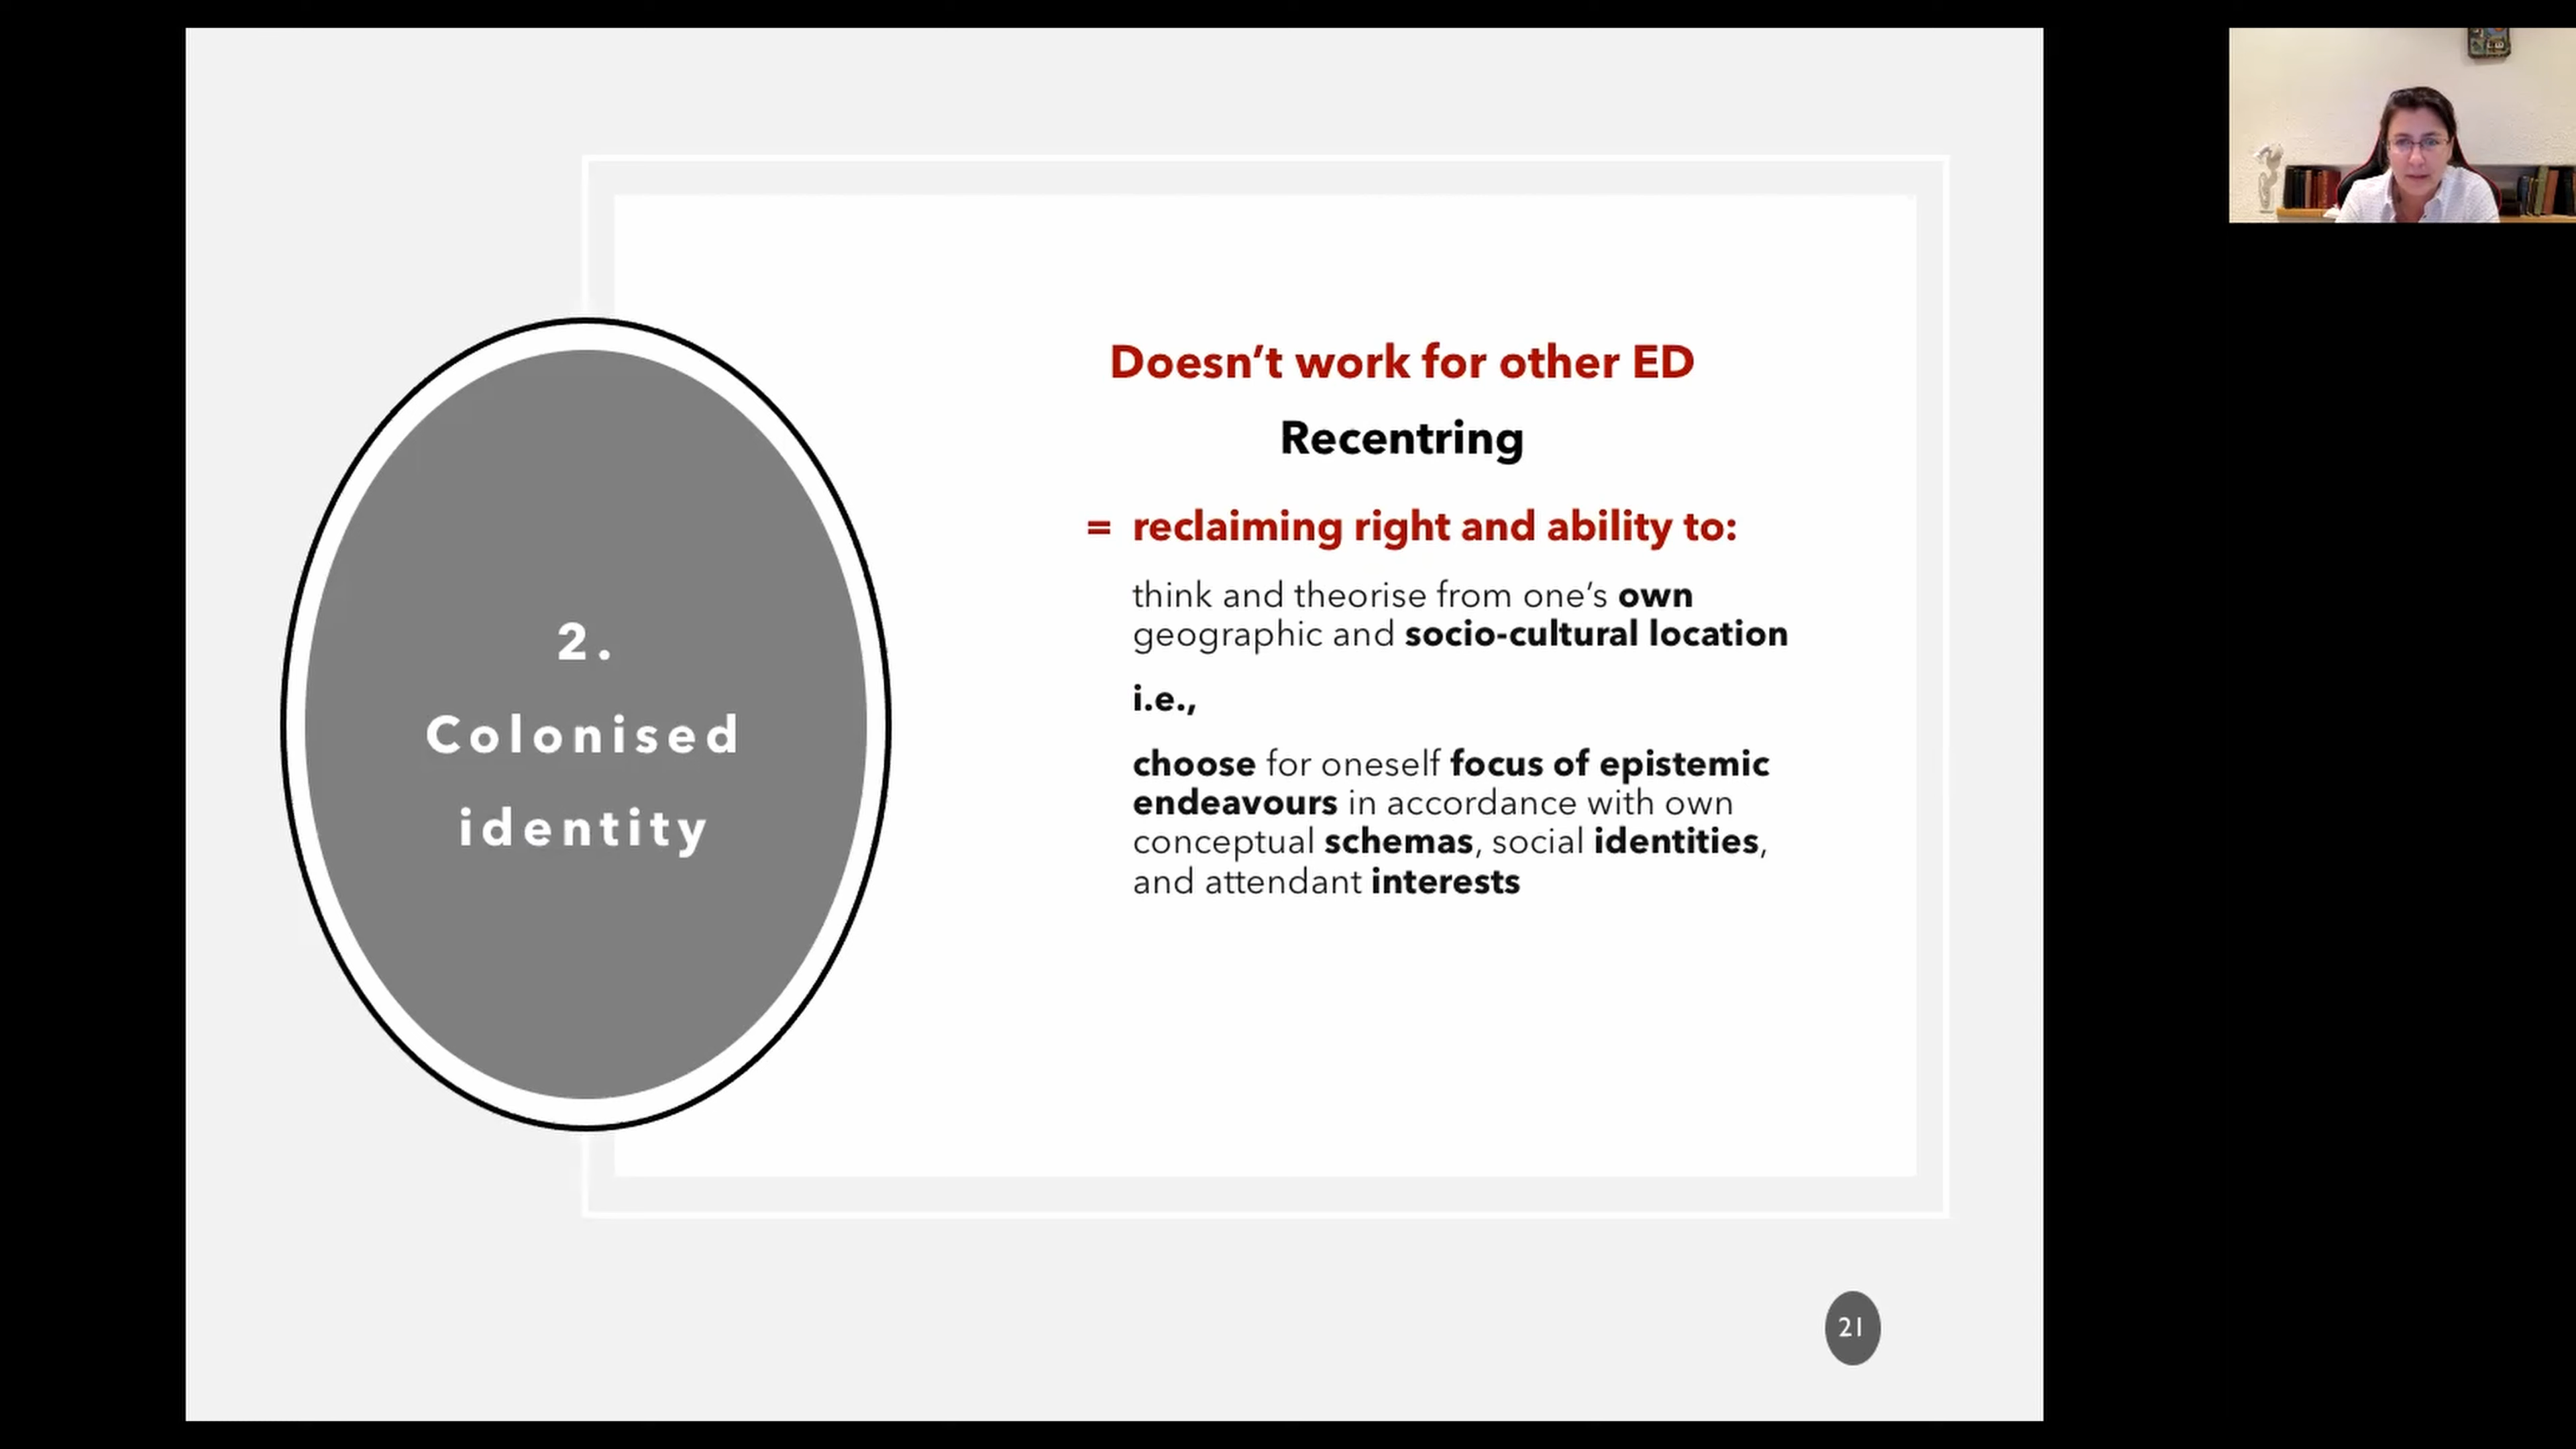 2.
Colonised
identity
Doesn’t work for other ED
Recentring
= reclaiming right and ability to:
think and theorise from one’s own
geographic and socio-cultural location
i.e.,
choose for oneself focus of epistemic
endeavours in accordance with own
conceptual schemas, social identities,
and attendant interests
21